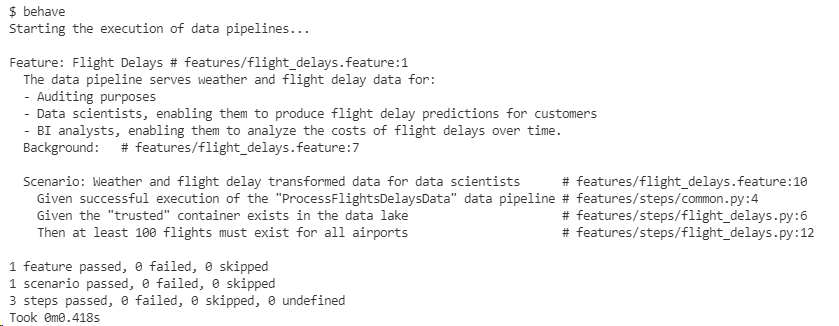 $ behave
Starting the execution of data pipelines...
Feature: Flight Delays # features/flight_delays.feature:1
The data pipeline serves weather and flight delay data for:
- Auditing purposes
- Data scientists, enabling them to produce flight delay predictions for customers
- BI analysts, enabling them to analyze the costs of flight delays over time.
Background: # features/flight_delays.feature:7
Scenario: Weather and flight delay transformed data for data scientists # features/flight_delays.feature:10
Given successful execution of the "ProcessFlightsDelaysData" data pipeline # features/steps/common.py:4
Given the "trusted" container exists in the data lake # features/steps/flight_delays.py:6
Then at least 100 flights must exist for all airports # features/steps/flight_delays.py:12
1 feature passed, 0 failed, 0 skipped
1 scenario passed, 0 failed, 0 skipped
3 steps passed, 0 failed, 0 skipped, 0 undefined
Took 0m0.418s